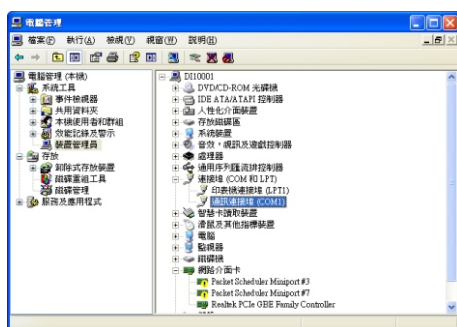 電腦管理
檔案(F) 執行(A) 檢視(V) 視窗(W) 說明(H)
電腦管理 (本機)
系統工具
事件檢視器
共用資料夾
本機使用者和群組
效能記錄及警示
裝置管理員
存放
卸除式存放裝置
磁碟重組工具
磁碟管理
服務及應用程式
DI10001
DVD/CD-ROM 光碟機
IDE ATA/ATAPI 控制器
人性化介面裝置
存放磁碟區
系統裝置
音效，視訊及遊戲控制器
處理器
通用序列匯流排控制器
連接埠 (COM 和 LPT)
印表機連接埠 (LPT1)
通訊連接埠 (COM1)
智慧卡讀取裝置
滑鼠及其他指標裝置
電腦
監視器
磁碟機
網路介面卡
Packet Scheduler Miniport #3
Packet Scheduler Miniport #7
Realtek PCIe GBE Family Controller